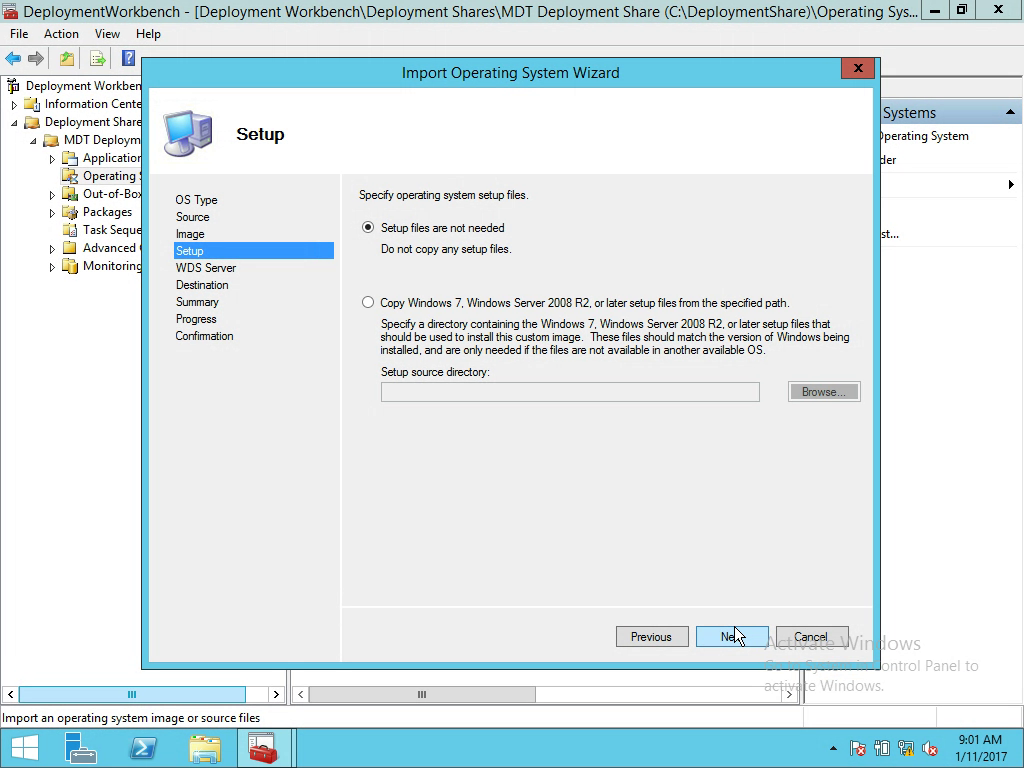 DeploymentWorkbench - [Deployment Workbench\Deployment Shares\MDT Deployment Share (C:\DeploymentShare)\Operating Sys...
File Action View Help
Import Operating System Wizard
Deployment Workben
Information Cente
Deployment Share
MDT Deploym
Application
Operating S
Out-of-Box
Packages
Task Seque
Advanced
Monitoring
Setup
OS Type
Source
Image
Setup
WDS Server
Destination
Summary
Progress
Confirmation
Specify operating system setup files.
Setup files are not needed
Do not copy any setup files.
Copy Windows 7, Windows Server 2008 R2, or later setup files from the specified path.
Specify a directory containing the Windows 7, Windows Server 2008 R2, or later setup files that
should be used to install this custom image. These files should match the version of Windows being
installed, and are only needed if the files are not available in another available OS.
Setup source directory:
Browse...
Previous Ne Cancel
Systems
Operating System
der
st...
Activate Windows
Go to System in Control Panel to
activate Windows.
Import an operating system image or source files
9:01 AM
1/11/2017